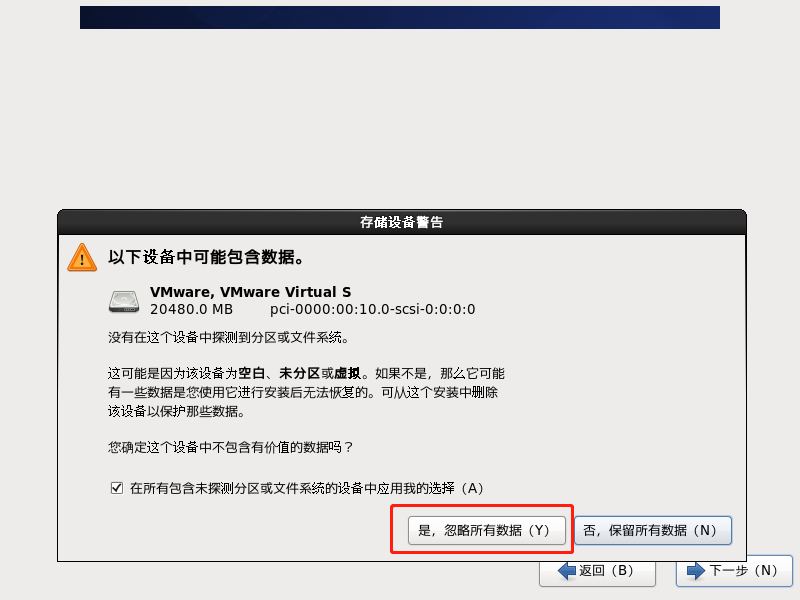 存储设备警告
以下设备中可能包含数据。
VMware, VMware Virtual S
20480.0 MB pci-0000:00:10.0-scsi-0:0:0:0
没有在这个设备中探测到分区或文件系统。
这可能是因为该设备为空白、未分区或虚拟。如果不是，那么它可能
有一些数据是您使用它进行安装后无法恢复的。可从这个安装中删除
该设备以保护那些数据。
您确定这个设备中不包含有价值的数据吗？
在所有包含未探测分区或文件系统的设备中应用我的选择（A）
是，忽略所有数据（Y） 否，保留所有数据（N）
返回（B） 下一步（N）